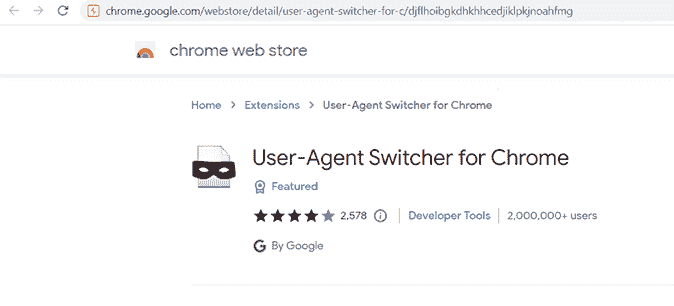 chrome.google.com/webstore/detail/user-agent-switcher-for-c/djflhoibgkdhkhhcedjiklpkjnoahfmg
chrome web store
Home > Extensions > User-Agent Switcher for Chrome
User-Agent Switcher for Chrome
Featured
2,578 Developer Tools 2,000,000+ users
By Google